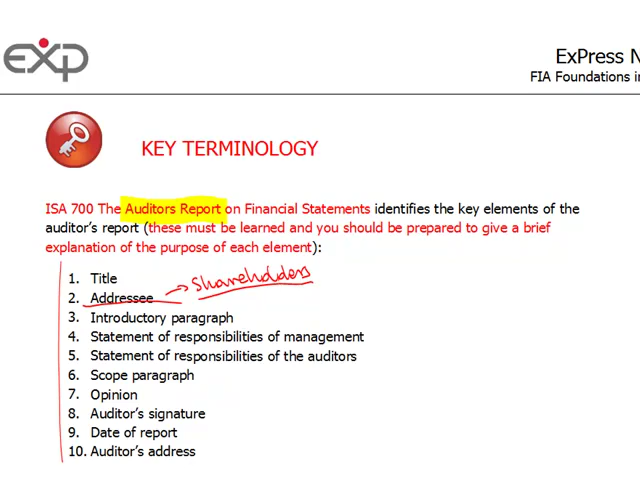 exp
ExPress N
FIA Foundations in
KEY TERMINOLOGY
ISA 700 The Auditors Report on Financial Statements identifies the key elements of the
auditor's report (these must be learned and you should be prepared to give a brief
explanation of the purpose of each element):
1. Title
2. Addressee → Shareholders
3. Introductory paragraph
4. Statement of responsibilities of management
5. Statement of responsibilities of the auditors
6. Scope paragraph
7. Opinion
8. Auditor's signature
9. Date of report
10. Auditor's address